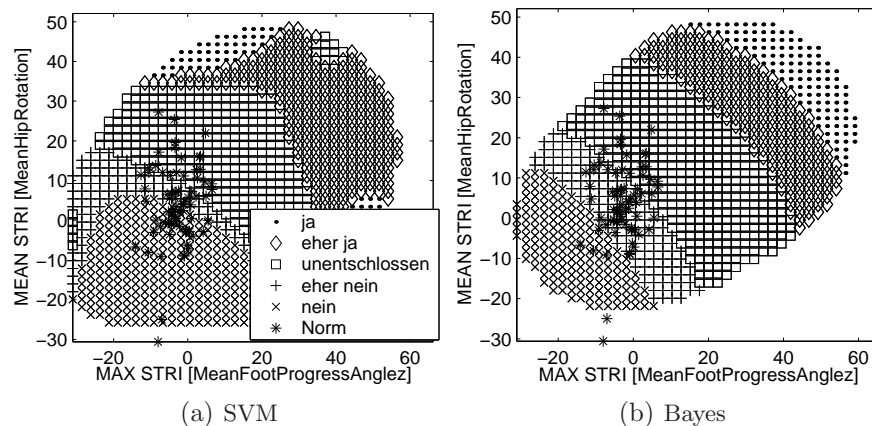 50
40
30
20
10
0
−10
−20
−30
MEAN STRI [MeanHipRotation]
−20 0 20 40 60
MAX STRI [MeanFootProgressAnglez]
ja
eher ja
unentschlossen
eher nein
nein
Norm
(a) SVM
50
40
30
20
10
0
−10
−20
−30
MEAN STRI [MeanHipRotation]
−20 0 20 40 60
MAX STRI [MeanFootProgressAnglez]
(b) Bayes